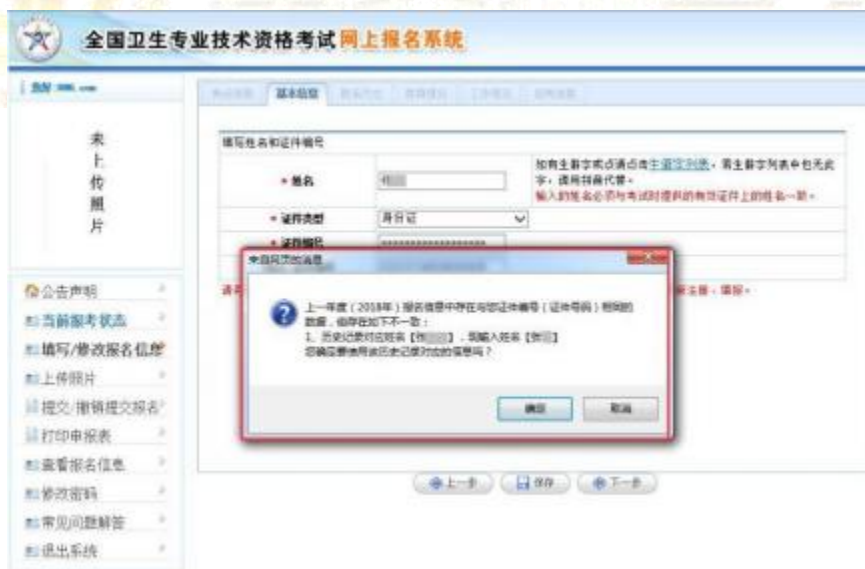 全国卫生专业技术资格考试网上报名系统
基本信息
未上传照片
填写姓名和证件编号
* 姓名
如有生僻字或点请点击生僻字列表，若生僻字列表中也无此
字，请用拼音代替。
输入的姓名必须与考试时提供的有效证件上的姓名一致。
* 证件类型
身份证
* 证件编号
******************
来自网页的消息
上一年度（2018年）报名信息中存在与您证件编号（证件号码）相同的
数据，但存在如下不一致：
1、历史记录对应姓名【张】，现输入姓名【张】
您确定要使用该历史记录对应的信息吗？
确定
取消
公告声明
当前报考状态
填写/修改报名信息
上传照片
提交/撤销提交报名
打印申报表
查看报名信息
修改密码
常见问题解答
退出系统
上一步
保存
下一步